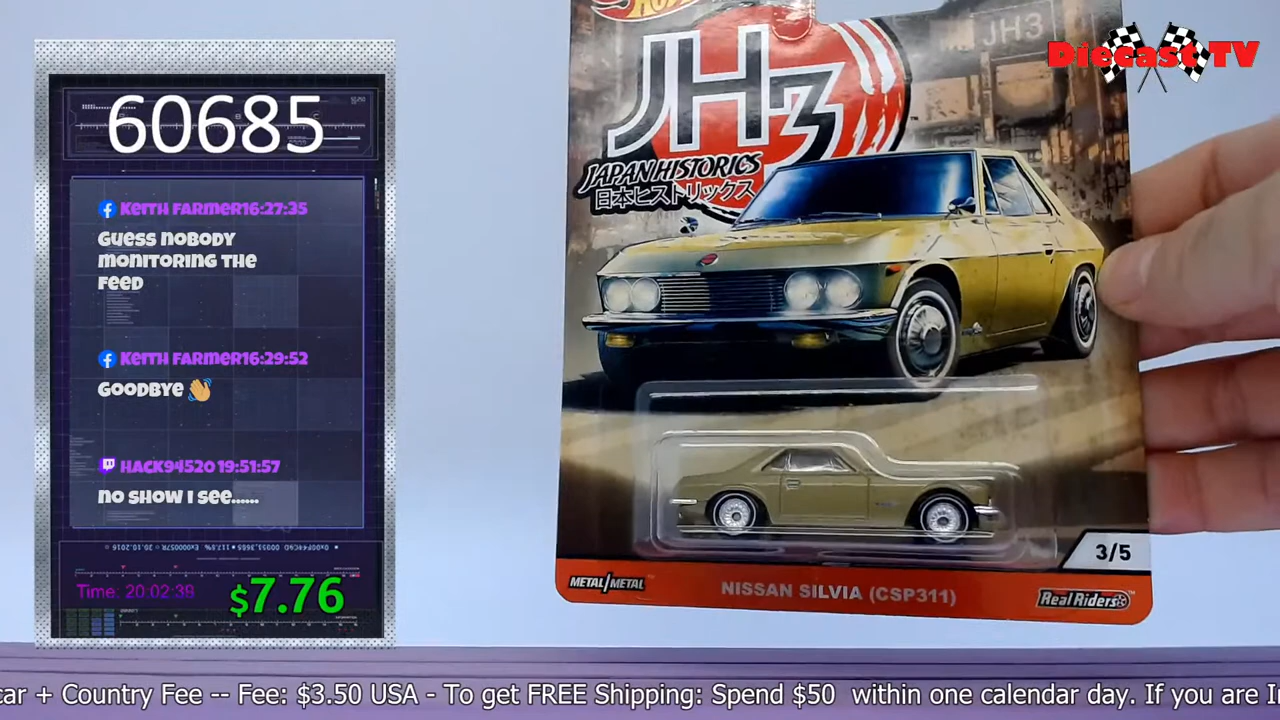 60685
Keith Farmer16:27:35
Guess nobody
monitoring the
feed
Keith Farmer16:29:52
Goodbye 👋
HACK94520 19:51:57
no show I see......
Time: 20:02:38
$7.76
JH3
JAPAN HISTORICS
日本ヒストリックス
JH3
Diecast TV
3/5
METAL/METAL™
NISSAN SILVIA (CSP311)
Real Riders™
car + Country Fee -- Fee: $3.50 USA - To get FREE Shipping: Spend $50 within one calendar day. If you are I